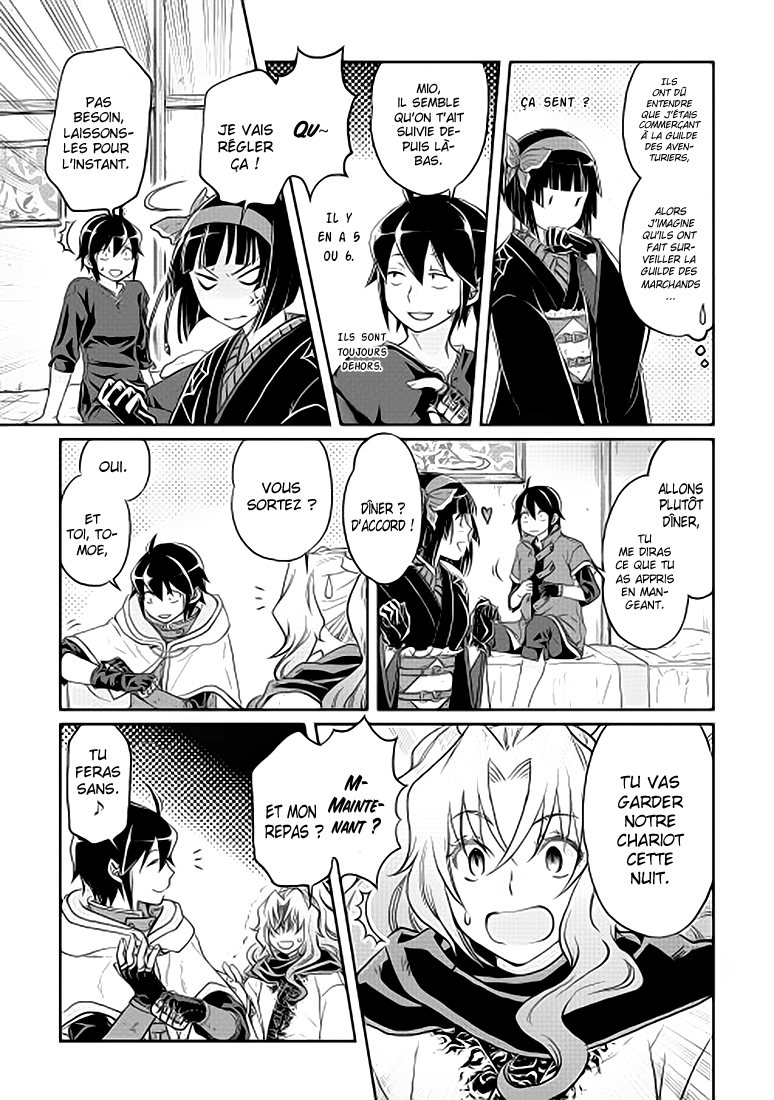 ILS
ONT DÛ
ENTENDRE
QUE J'ÉTAIS
COMMERÇANT
À LA GUILDE
DES AVEN-
TURIERS,
ALORS
J'IMAGINE
QU'ILS ONT
FAIT SUR-
VEILLER LA
GUILDE DES
MARCHANDS
...
ÇA SENT ?
MIO,
IL SEMBLE
QU'ON T'AIT
SUIVIE DE-
PUIS LÀ-
BAS.
IL Y
EN A 5
OU 6.
ILS SONT
TOUJOURS
DEHORS.
QU~
JE VAIS
RÉGLER
ÇA !
PAS
BESOIN,
LAISSONS-
LES POUR
L'INSTANT.
ALLONS
PLUTÔT
DÎNER,
TU
ME DIRAS
CE QUE TU
AS APPRIS
EN MAN-
GEANT.
DÎNER ?
D'ACCORD !
VOUS
SORTEZ ?
OUI.
ET
TOI, TO-
MOE,
TU VAS
GARDER
NOTRE
CHARIOT
CETTE
NUIT.
M-
MAINTE-
NANT ?
ET MON
REPAS ?
TU
FERAS
SANS.
♪